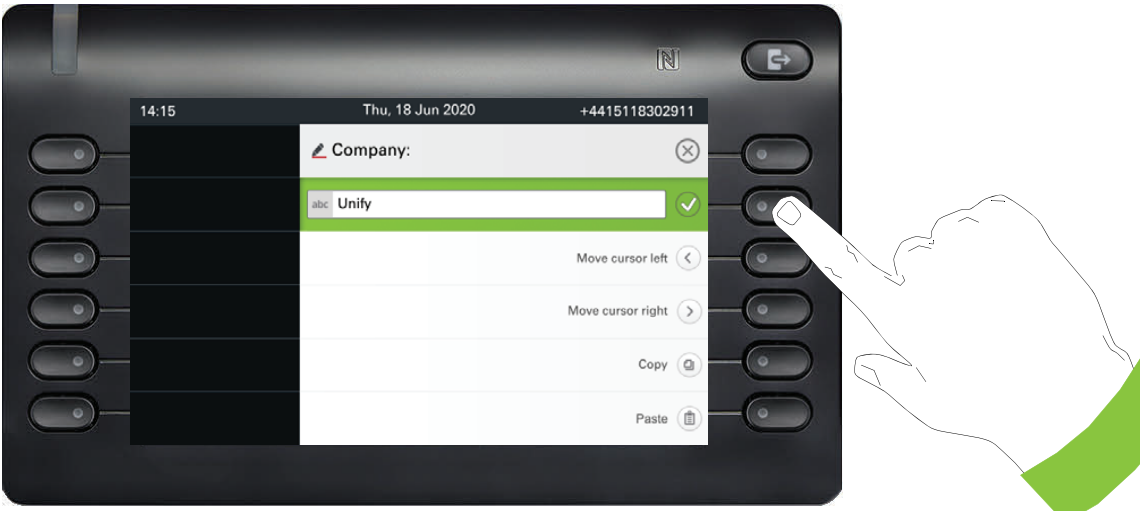 14:15 Thu, 18 Jun 2020 +4415118302911
Company:
abc Unify
Move cursor left
Move cursor right
Copy
Paste